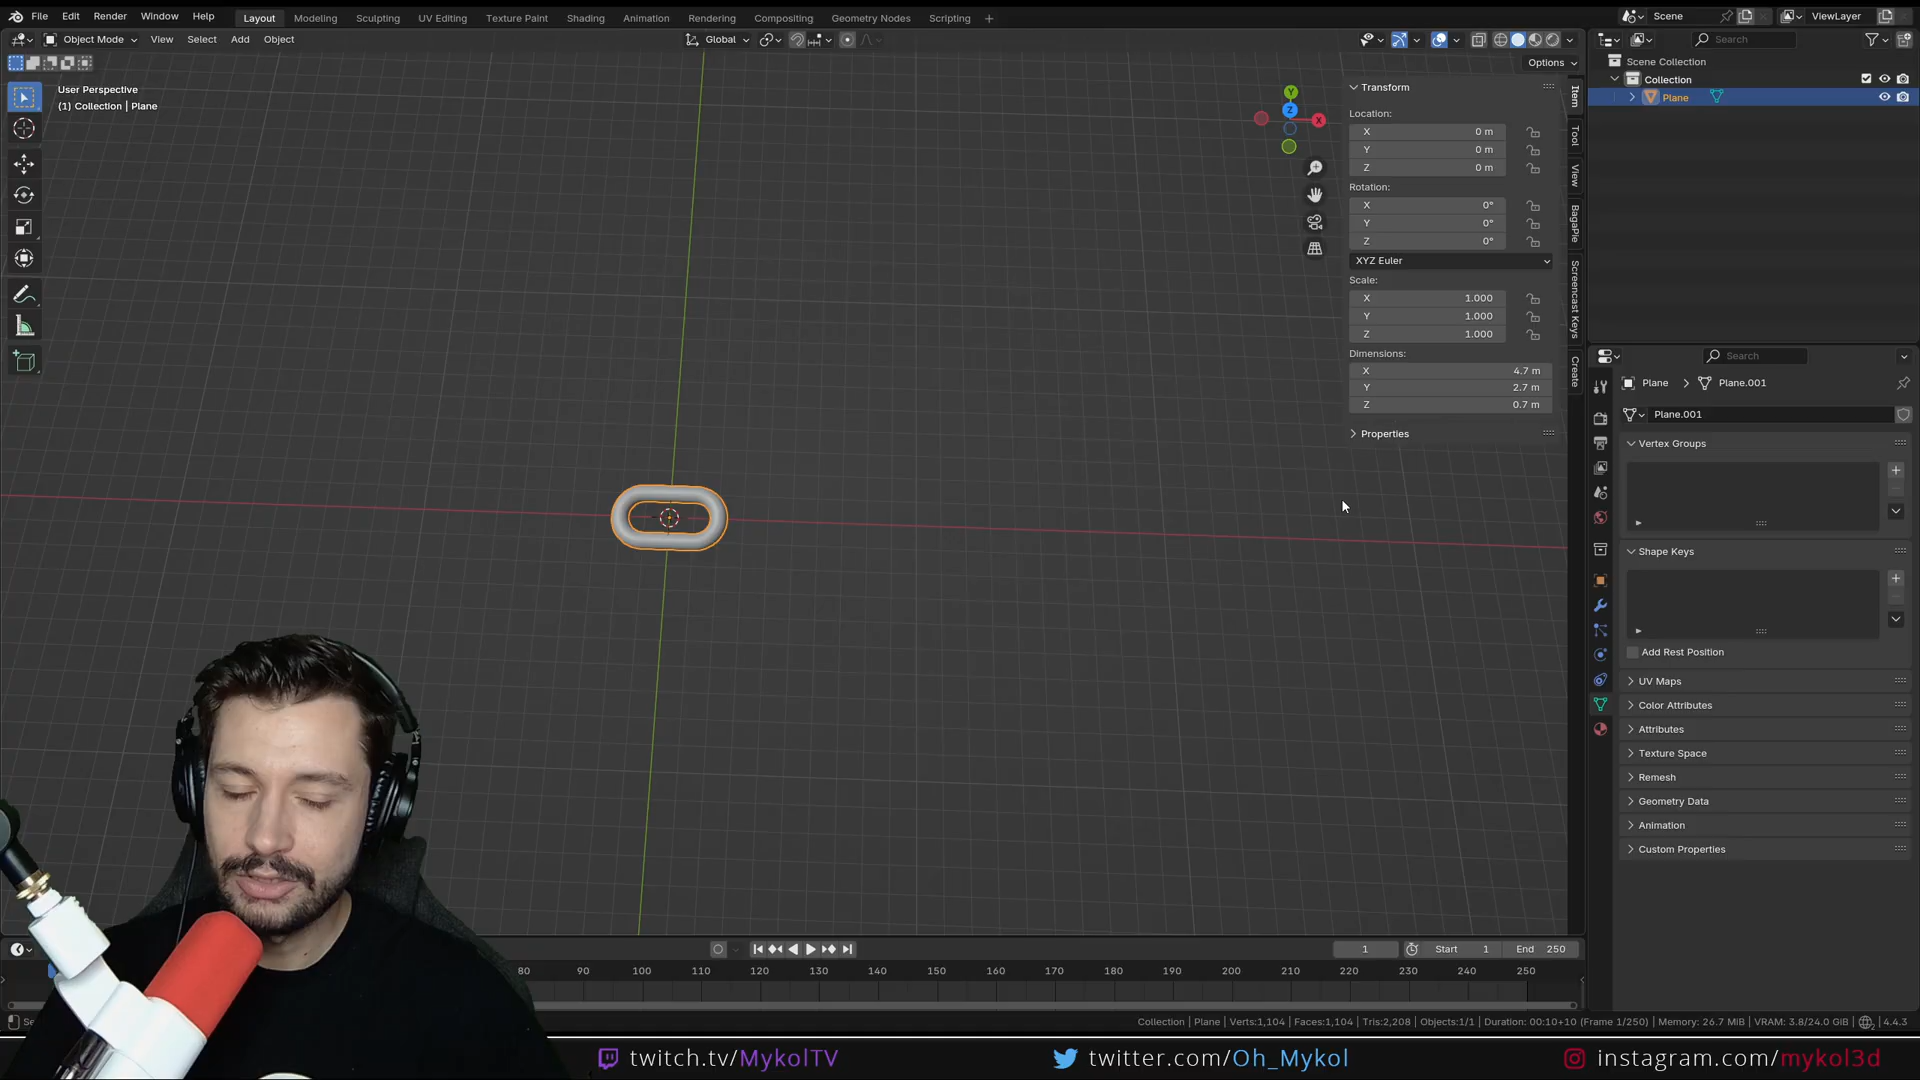 File Edit Render Window Help Layout Modeling Sculpting UV Editing Texture Paint Shading Animation Rendering Compositing Geometry Nodes Scripting + Scene ViewLayer
Object Mode View Select Add Object Global Search
Options
User Perspective
(1) Collection | Plane
Scene Collection
Collection
Plane
Y
Z
X
Transform
Location:
X 0 m
Y 0 m
Z 0 m
Rotation:
X 0°
Y 0°
Z 0°
XYZ Euler
Scale:
X 1.000
Y 1.000
Z 1.000
Dimensions:
X 4.7 m
Y 2.7 m
Z 0.7 m
Properties
Item
Tool
View
BagaPie
Screencast Keys
Create
Search
Plane Plane.001
Plane.001
Vertex Groups
Shape Keys
Add Rest Position
UV Maps
Color Attributes
Attributes
Texture Space
Remesh
Geometry Data
Animation
Custom Properties
1 Start 1 End 250
80 90 100 110 120 130 140 150 160 170 180 190 200 210 220 230 240 250
Collection | Plane | Verts:1,104 | Faces:1,104 | Tris:2,208 | Objects:1/1 | Duration: 00:10+10 (Frame 1/250) | Memory: 26.7 MiB | VRAM: 3.8/24.0 GiB | 4.4.3
twitch.tv/MykolTV twitter.com/Oh_Mykol instagram.com/mykol3d